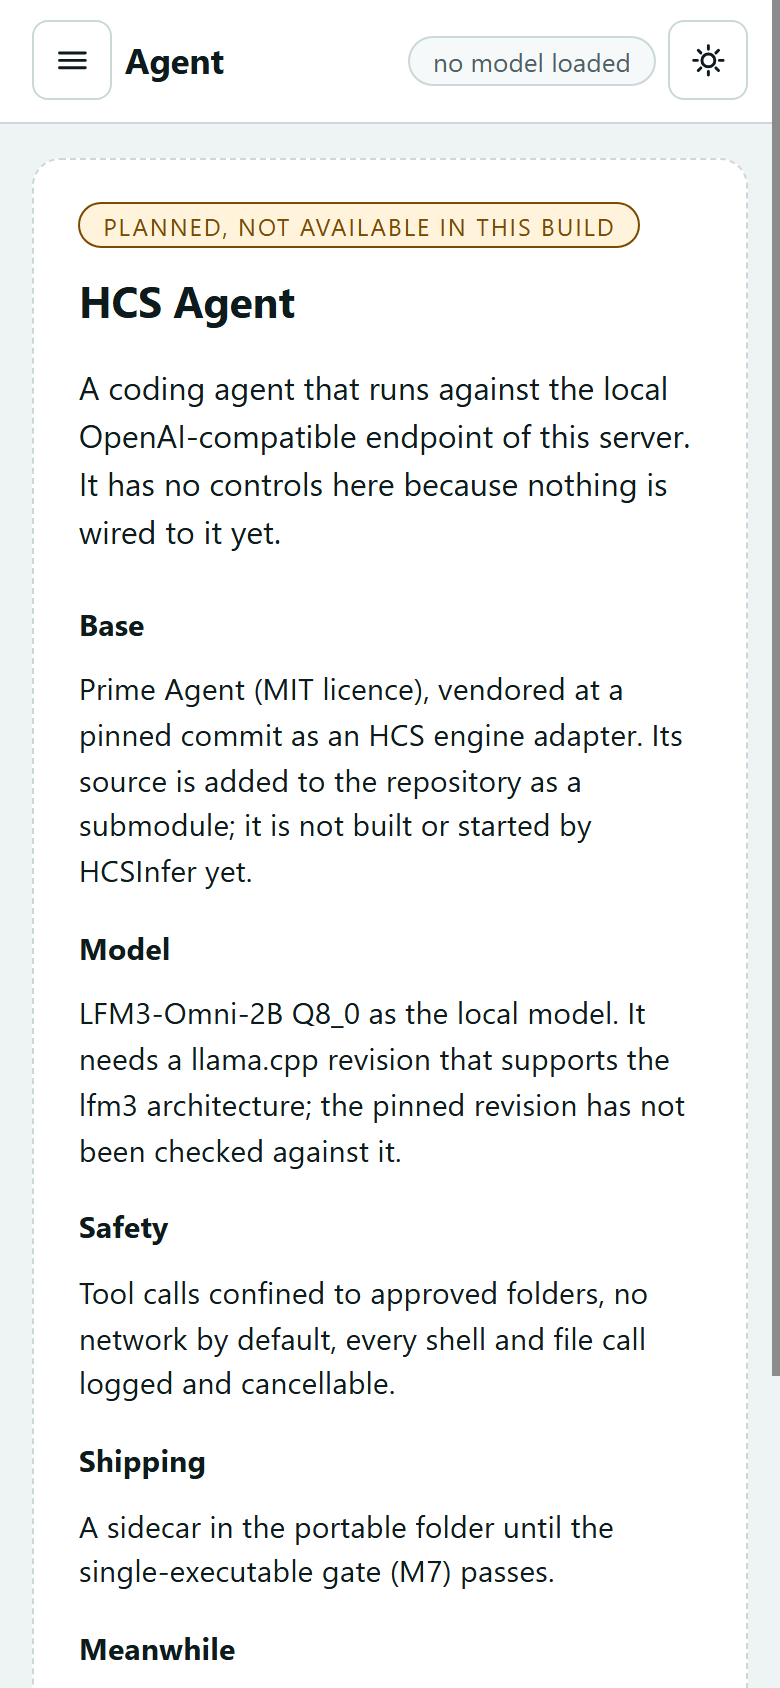 Agent
no model loaded
PLANNED, NOT AVAILABLE IN THIS BUILD
HCS Agent
A coding agent that runs against the local
OpenAI-compatible endpoint of this server.
It has no controls here because nothing is
wired to it yet.
Base
Prime Agent (MIT licence), vendored at a
pinned commit as an HCS engine adapter. Its
source is added to the repository as a
submodule; it is not built or started by
HCSInfer yet.
Model
LFM3-Omni-2B Q8_0 as the local model. It
needs a llama.cpp revision that supports the
lfm3 architecture; the pinned revision has not
been checked against it.
Safety
Tool calls confined to approved folders, no
network by default, every shell and file call
logged and cancellable.
Shipping
A sidecar in the portable folder until the
single-executable gate (M7) passes.
Meanwhile